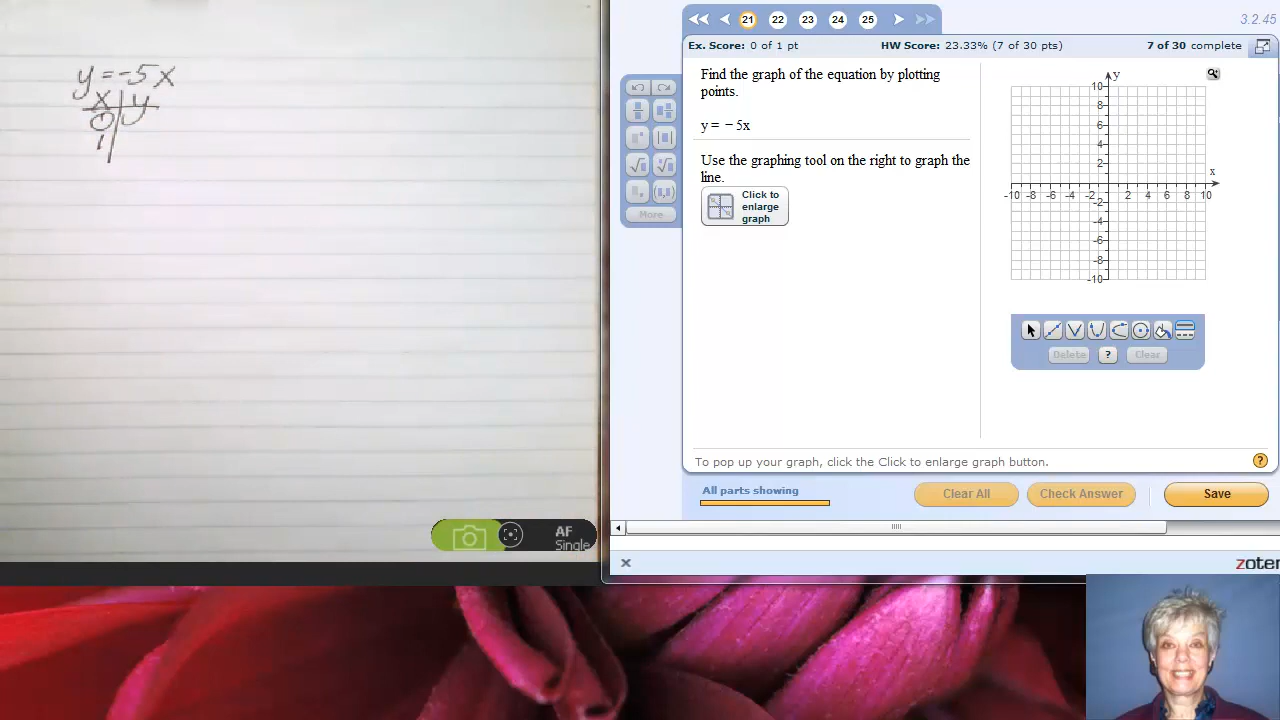 y = -5x
x | y
0
1
21 22 23 24 25
3.2.45
Ex. Score: 0 of 1 pt
HW Score: 23.33% (7 of 30 pts)
7 of 30 complete
Find the graph of the equation by plotting
points.
y = − 5x
Use the graphing tool on the right to graph the
line.
Click to
enlarge
graph
More
y
10
8
6
4
2
x
-10 -8 -6 -4 -2 2 4 6 8 10
-2
-4
-6
-8
-10
Delete ? Clear
To pop up your graph, click the Click to enlarge graph button.
?
All parts showing
Clear All Check Answer Save
AF
Single
zoter